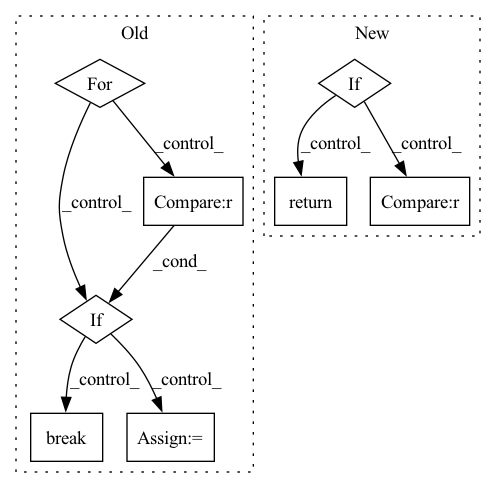 Old
New
For
If
_control_
_control_
_control_
_control_
Compare:r
return
Compare:r
_cond_
If
_control_
_control_
break
Assign:=